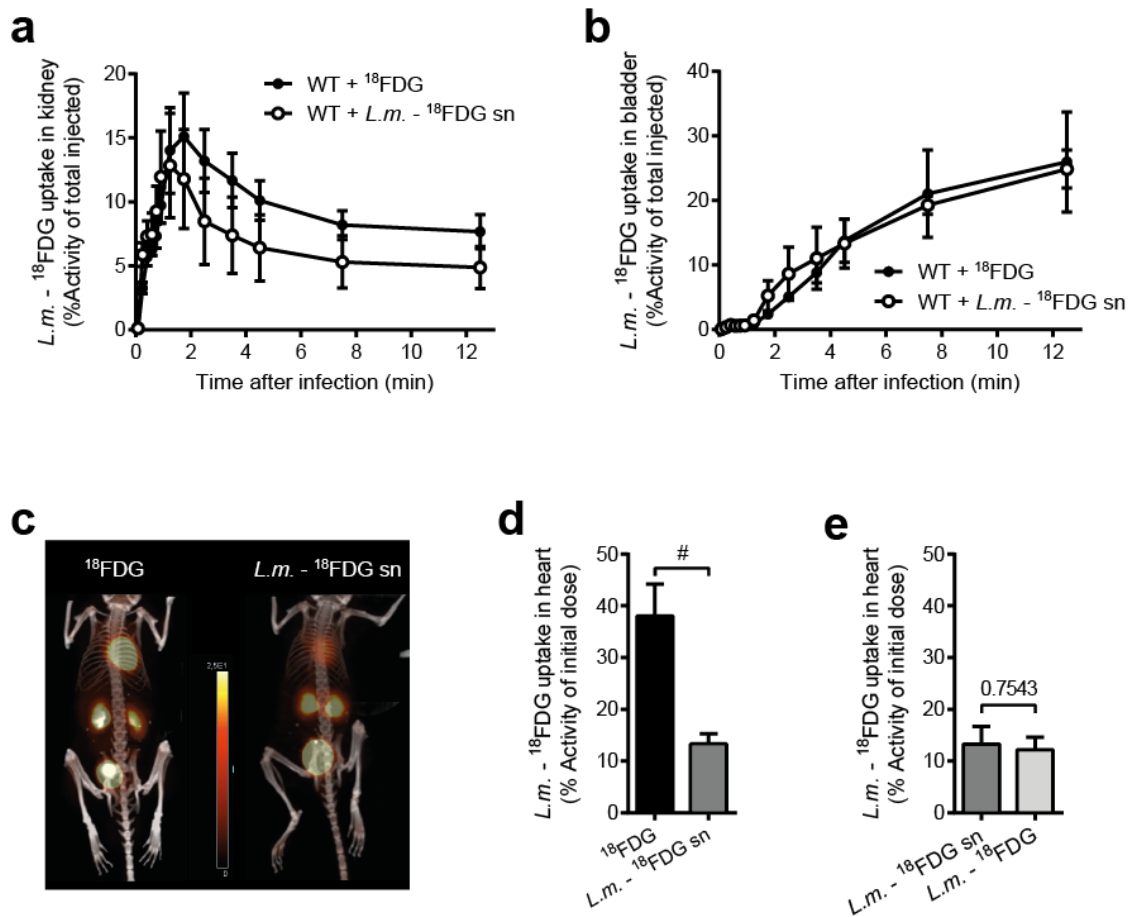 a
L.m. - ¹⁸FDG uptake in kidney
(%Activity of total injected)
20
15
10
5
0
0 2 4 6 8 10 12
Time after infection (min)
WT + ¹⁸FDG
WT + L.m. - ¹⁸FDG sn
b
L.m. - ¹⁸FDG uptake in bladder
(%Activity of total injected)
40
30
20
10
0
0 2 4 6 8 10 12
Time after infection (min)
WT + ¹⁸FDG
WT + L.m. - ¹⁸FDG sn
c
¹⁸FDG
L.m. - ¹⁸FDG sn
2,5E1
0
d
L.m. - ¹⁸FDG uptake in heart
(% Activity of initial dose)
50
40
30
20
10
0
#
¹⁸FDG
L.m. - ¹⁸FDG sn
e
L.m. - ¹⁸FDG uptake in heart
(% Activity of initial dose)
50
40
30
20
10
0
0.7543
L.m. - ¹⁸FDG sn
L.m. - ¹⁸FDG